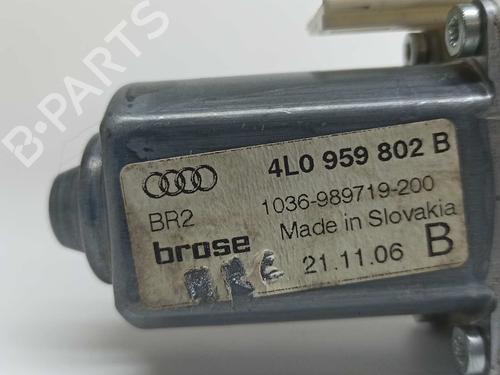 B-PARTS
4L0 959 802 B
BR2
1036-989719-200
Made in Slovakia
brose
21.11.06
B